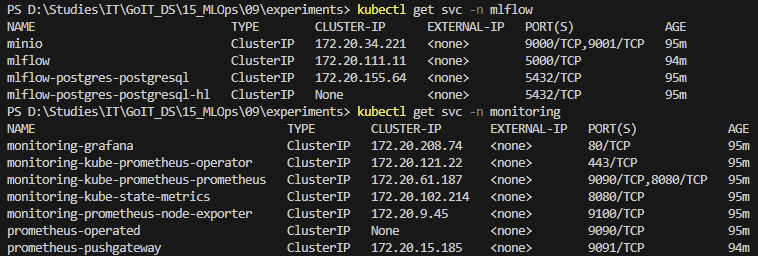 PS D:\Studies\IT\GoIT_DS\15_MLOps\09\experiments> kubectl get svc -n mlflow
NAME                         TYPE        CLUSTER-IP      EXTERNAL-IP   PORT(S)             AGE
minio                        ClusterIP   172.20.34.221   <none>        9000/TCP,9001/TCP   95m
mlflow                       ClusterIP   172.20.111.11   <none>        5000/TCP            94m
mlflow-postgres-postgresql   ClusterIP   172.20.155.64   <none>        5432/TCP            95m
mlflow-postgres-postgresql-hl   ClusterIP   None            <none>        5432/TCP            95m
PS D:\Studies\IT\GoIT_DS\15_MLOps\09\experiments> kubectl get svc -n monitoring
NAME                                    TYPE        CLUSTER-IP       EXTERNAL-IP   PORT(S)             AGE
monitoring-grafana                      ClusterIP   172.20.208.74    <none>        80/TCP              95m
monitoring-kube-prometheus-operator     ClusterIP   172.20.121.22    <none>        443/TCP             95m
monitoring-kube-prometheus-prometheus   ClusterIP   172.20.61.187    <none>        9090/TCP,8080/TCP   95m
monitoring-kube-state-metrics           ClusterIP   172.20.102.214   <none>        8080/TCP            95m
monitoring-prometheus-node-exporter     ClusterIP   172.20.9.45      <none>        9100/TCP            95m
prometheus-operated                     ClusterIP   None             <none>        9090/TCP            95m
prometheus-pushgateway                  ClusterIP   172.20.15.185    <none>        9091/TCP            94m